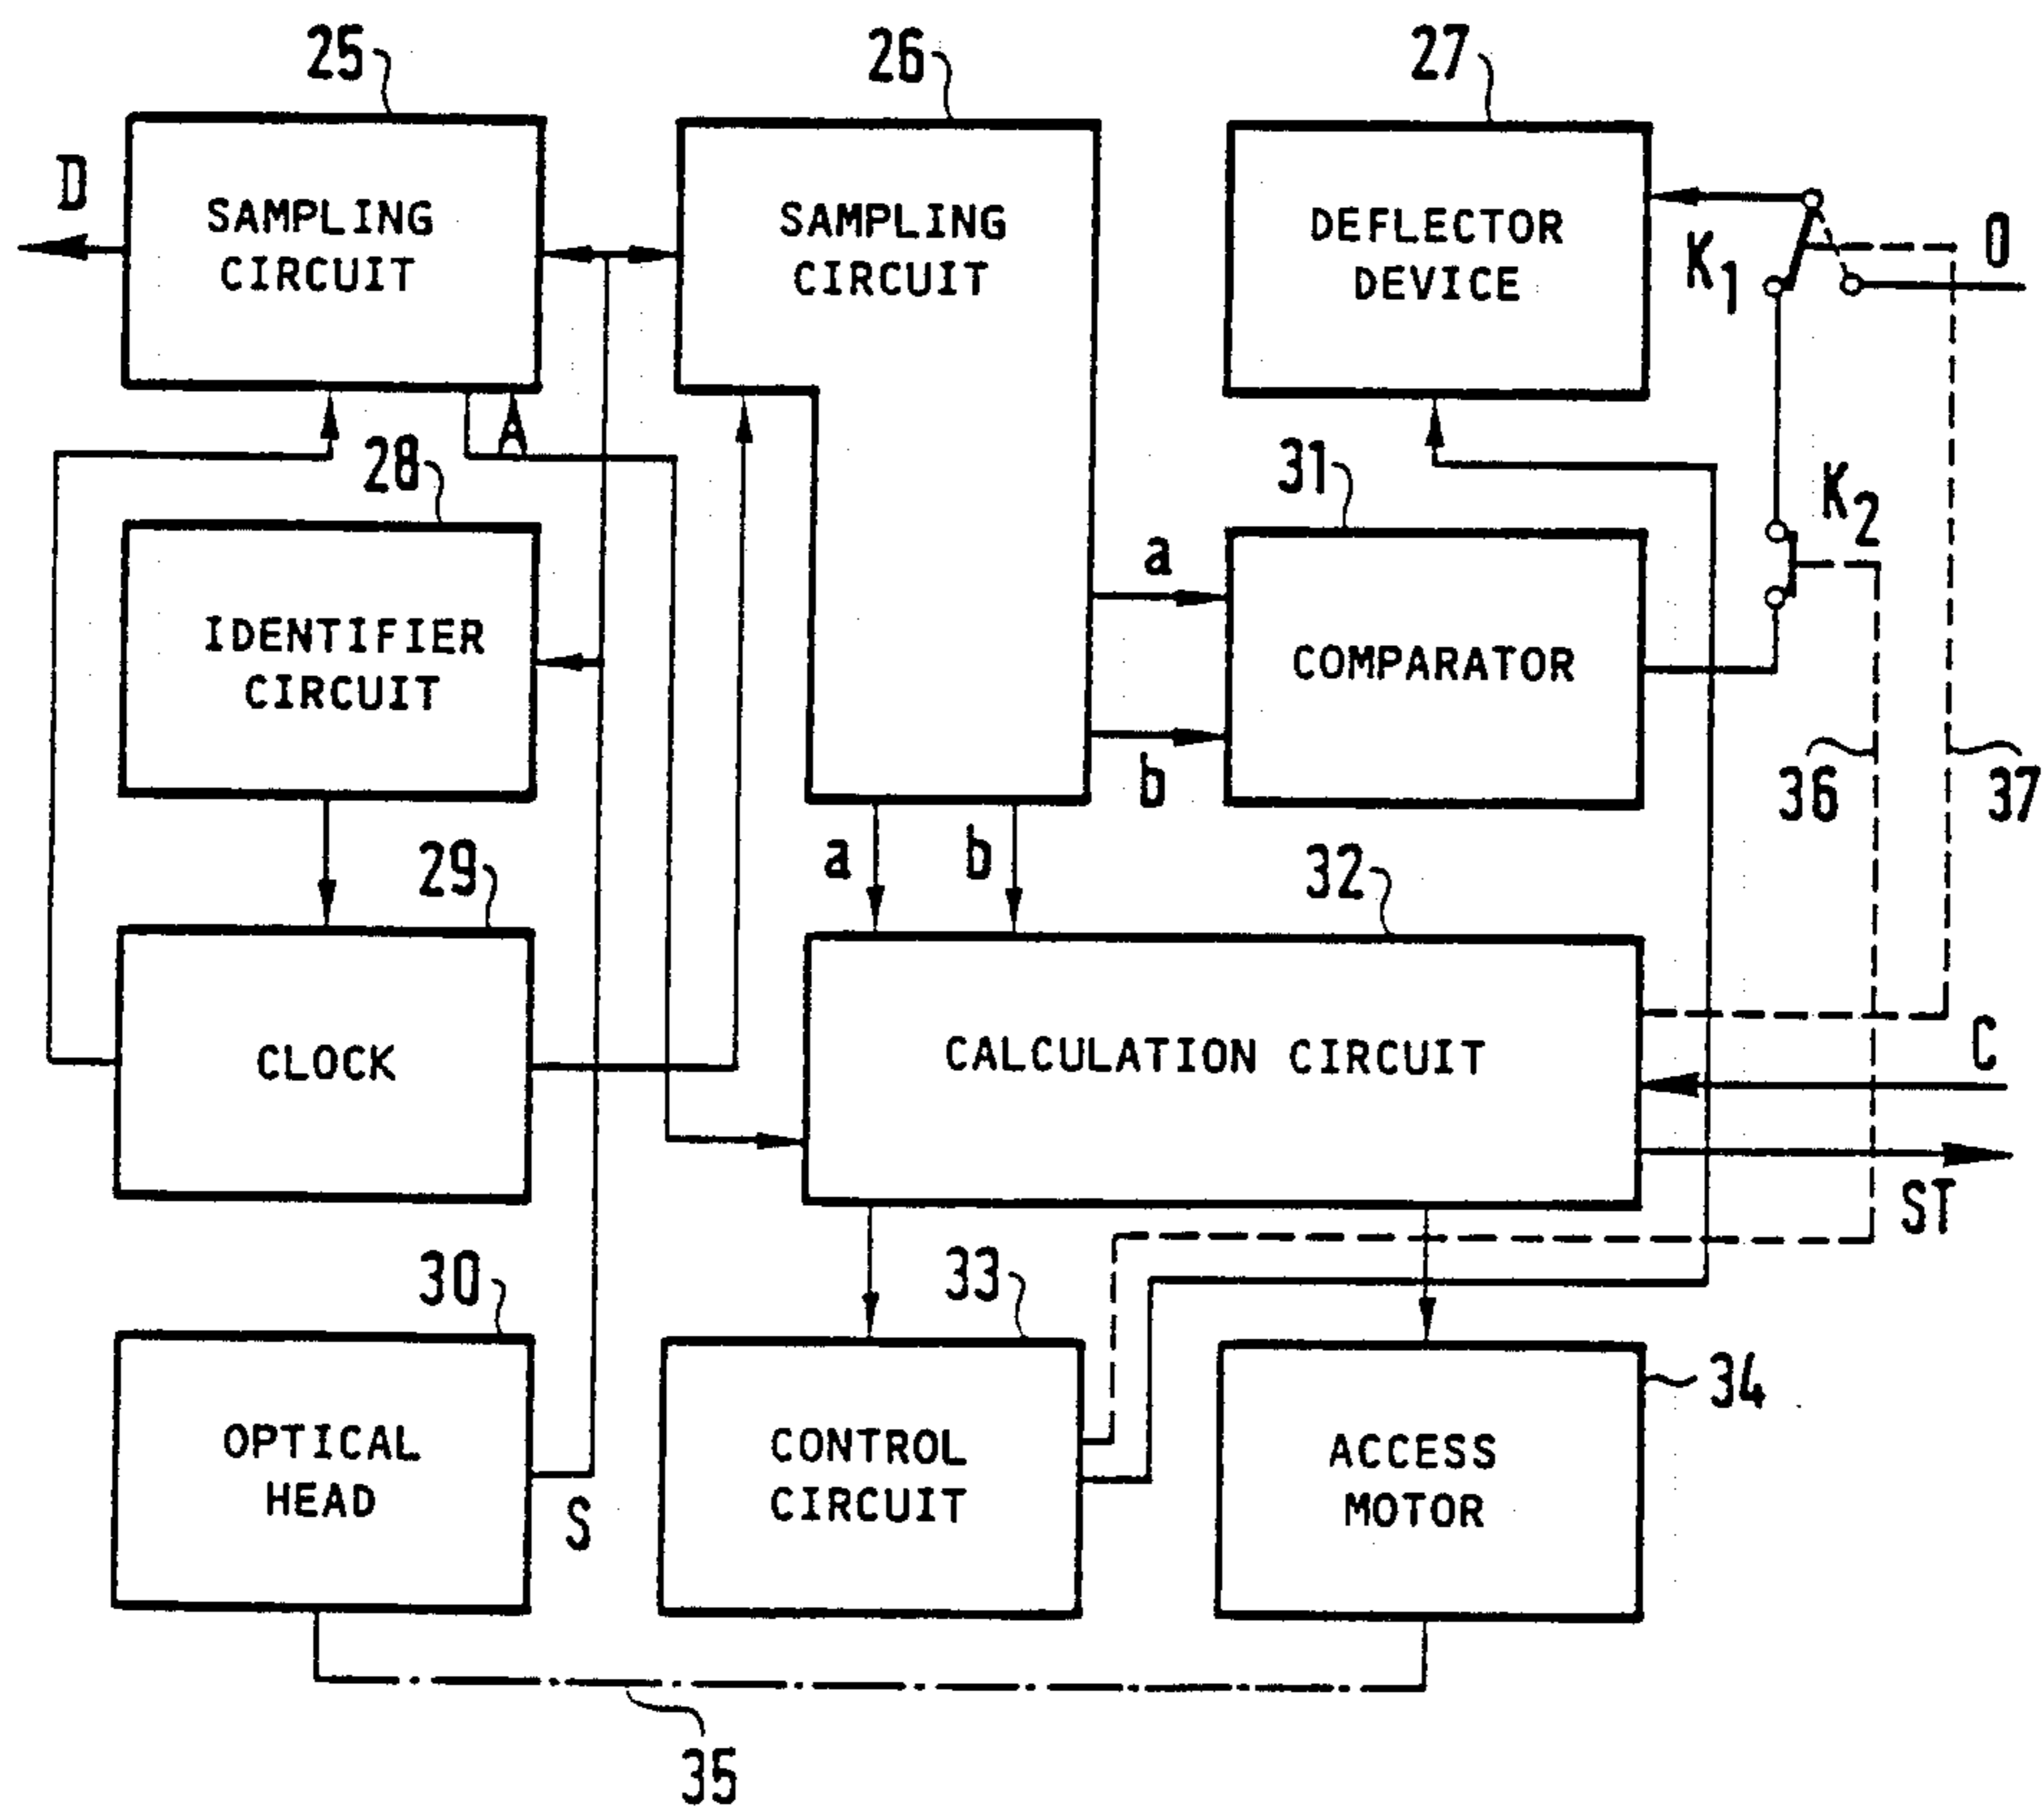 25
26
27
D
SAMPLING
CIRCUIT
SAMPLING
CIRCUIT
DEFLECTOR
DEVICE
K1
O
A
28
31
K2
a
IDENTIFIER
CIRCUIT
COMPARATOR
b
36
37
a
b
29
32
CLOCK
CALCULATION CIRCUIT
C
ST
30
33
34
OPTICAL
HEAD
S
CONTROL
CIRCUIT
ACCESS
MOTOR
35